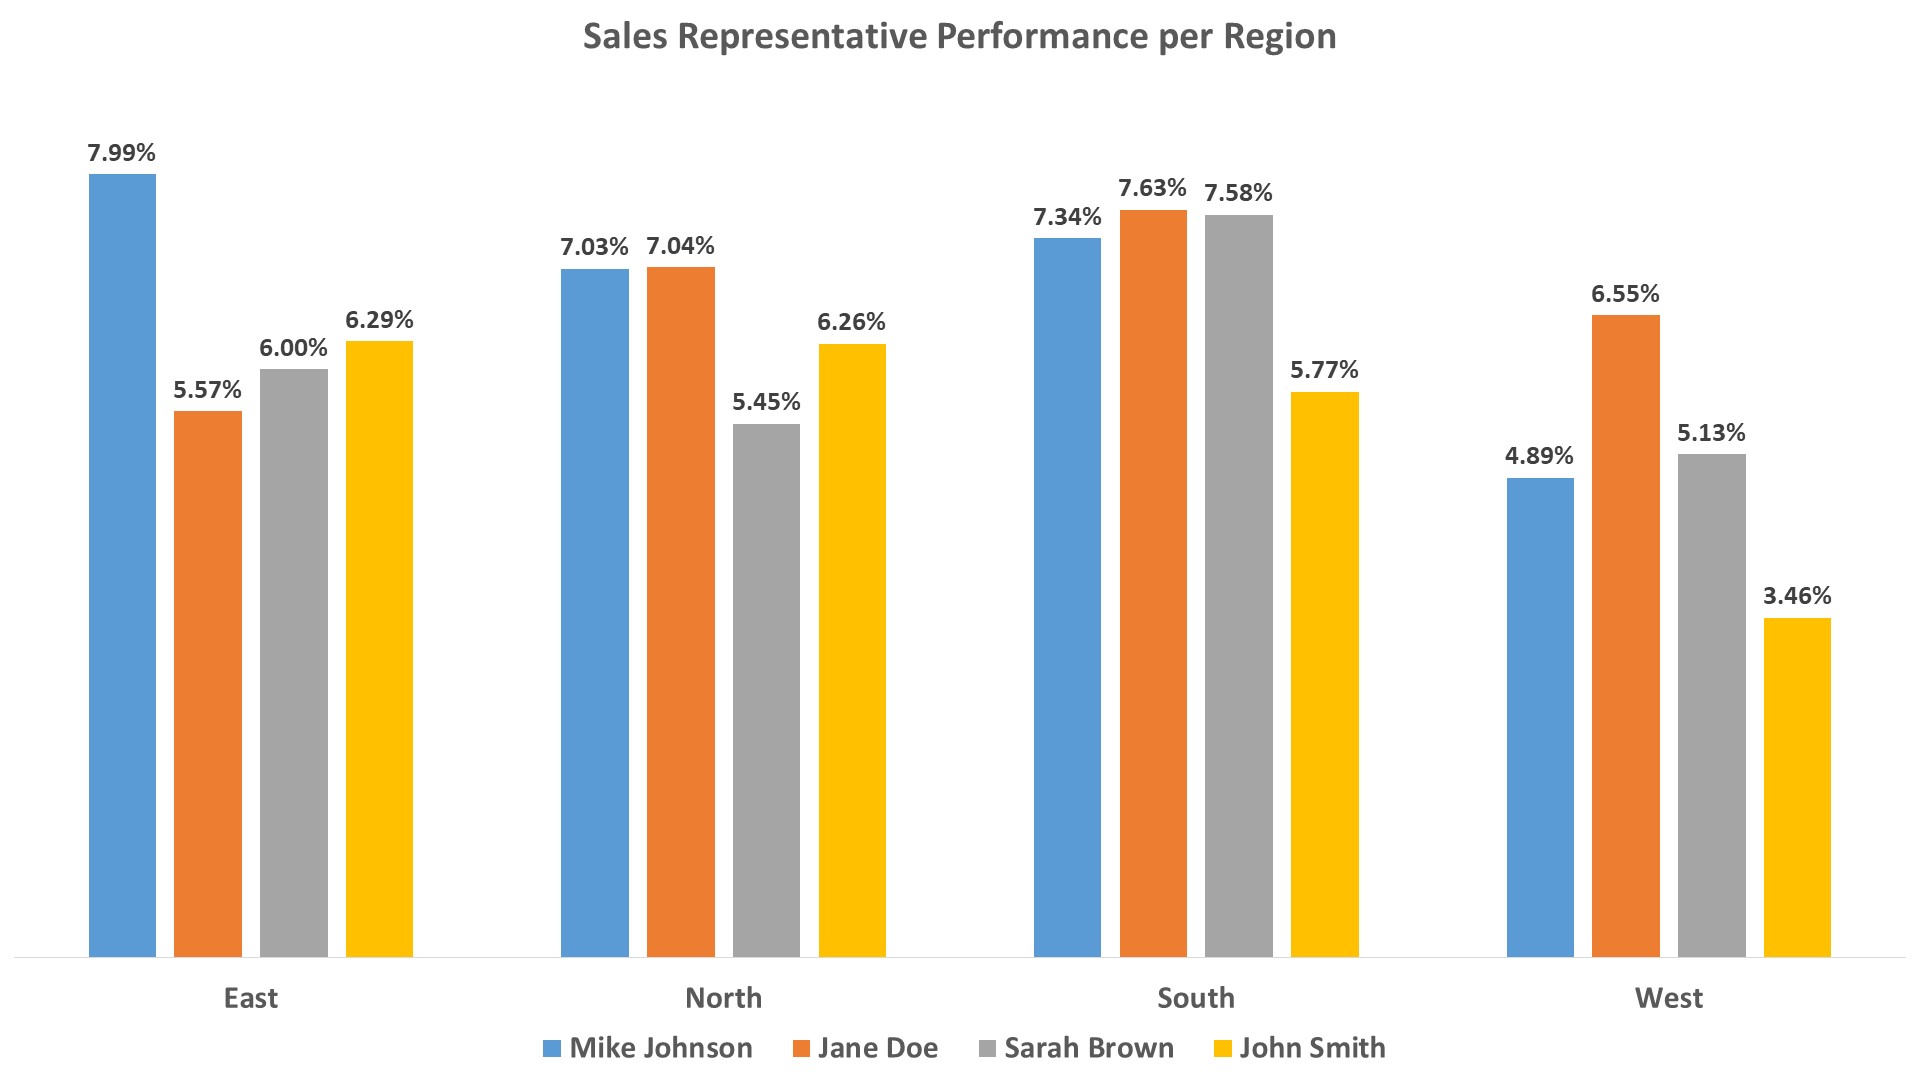 Sales Representative Performance per Region
7.99%
5.57%
6.00%
6.29%
7.03%
7.04%
5.45%
6.26%
7.34%
7.63%
7.58%
5.77%
4.89%
6.55%
5.13%
3.46%
East
North
South
West
Mike Johnson
Jane Doe
Sarah Brown
John Smith